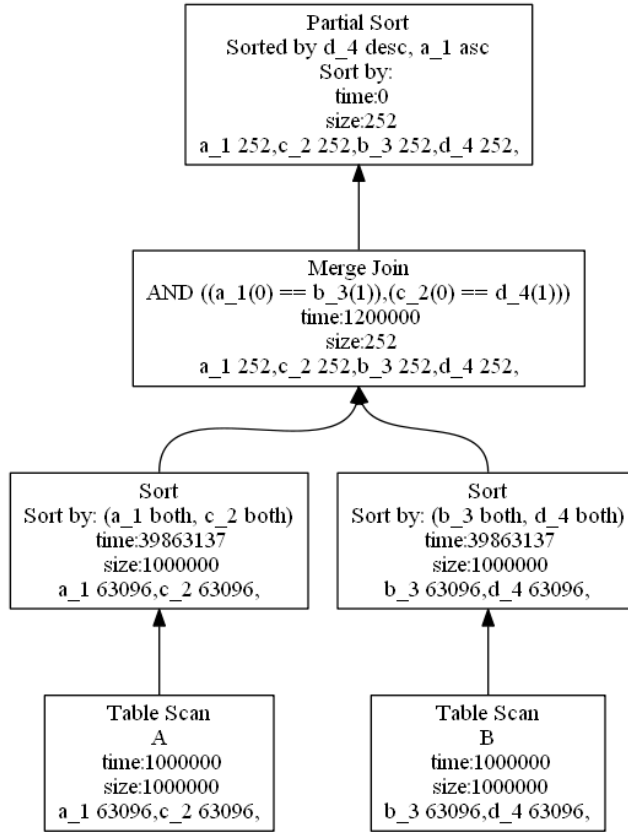 Partial Sort
Sorted by d_4 desc, a_1 asc
Sort by:
time:0
size:252
a_1 252,c_2 252,b_3 252,d_4 252,
Merge Join
AND ((a_1(0) == b_3(1)),(c_2(0) == d_4(1)))
time:1200000
size:252
a_1 252,c_2 252,b_3 252,d_4 252,
Sort
Sort by: (a_1 both, c_2 both)
time:39863137
size:1000000
a_1 63096,c_2 63096,
Sort
Sort by: (b_3 both, d_4 both)
time:39863137
size:1000000
b_3 63096,d_4 63096,
Table Scan
A
time:1000000
size:1000000
a_1 63096,c_2 63096,
Table Scan
B
time:1000000
size:1000000
b_3 63096,d_4 63096,